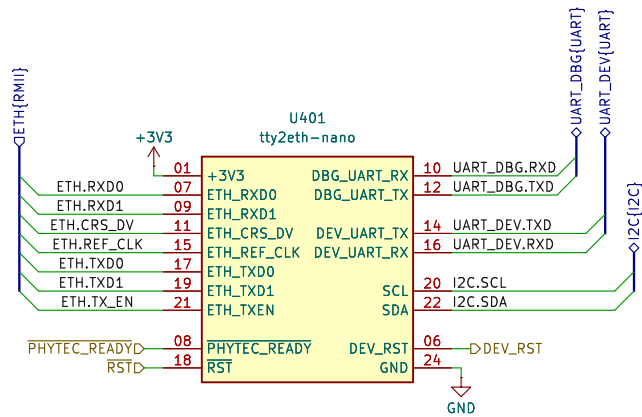 UART_DBG{UART}
UART_DEV{UART}
ETH{RMII}
I2C{I2C}
U401
tty2eth-nano
+3V3
01 +3V3 DBG_UART_RX 10 UART_DBG.RXD
ETH.RXD0 07 ETH_RXD0 DBG_UART_TX 12 UART_DBG.TXD
ETH.RXD1 09 ETH_RXD1
ETH.CRS_DV 11 ETH_CRS_DV DEV_UART_TX 14 UART_DEV.TXD
ETH.REF_CLK 15 ETH_REF_CLK DEV_UART_RX 16 UART_DEV.RXD
ETH.TXD0 17 ETH_TXD0
ETH.TXD1 19 ETH_TXD1 SCL 20 I2C.SCL
ETH.TX_EN 21 ETH_TXEN SDA 22 I2C.SDA
PHYTEC_READY 08 PHYTEC_READY DEV_RST 06 DEV_RST
RST 18 RST GND 24
GND